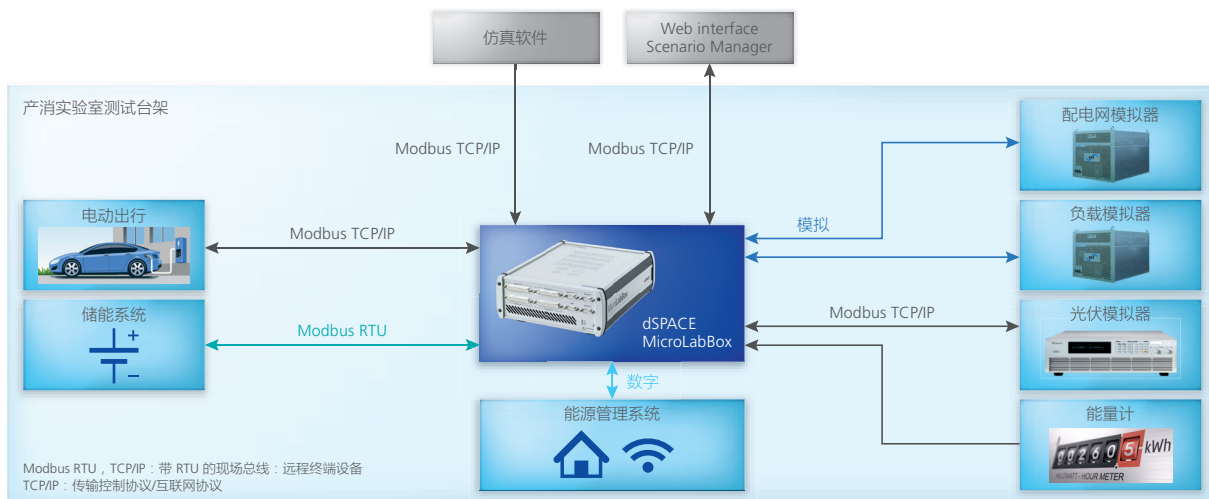 仿真软件
Web interface
Scenario Manager
产消实验室测试台架
Modbus TCP/IP
Modbus TCP/IP
配电网模拟器
电动出行
Modbus TCP/IP
模拟
负载模拟器
储能系统
+
−
Modbus RTU
dSPACE
MicroLabBox
Modbus TCP/IP
光伏模拟器
数字
能源管理系统
能量计
002605 kWh
KILOWATT - HOUR METER
Modbus RTU，TCP/IP：带 RTU 的现场总线：远程终端设备
TCP/IP：传输控制协议/互联网协议